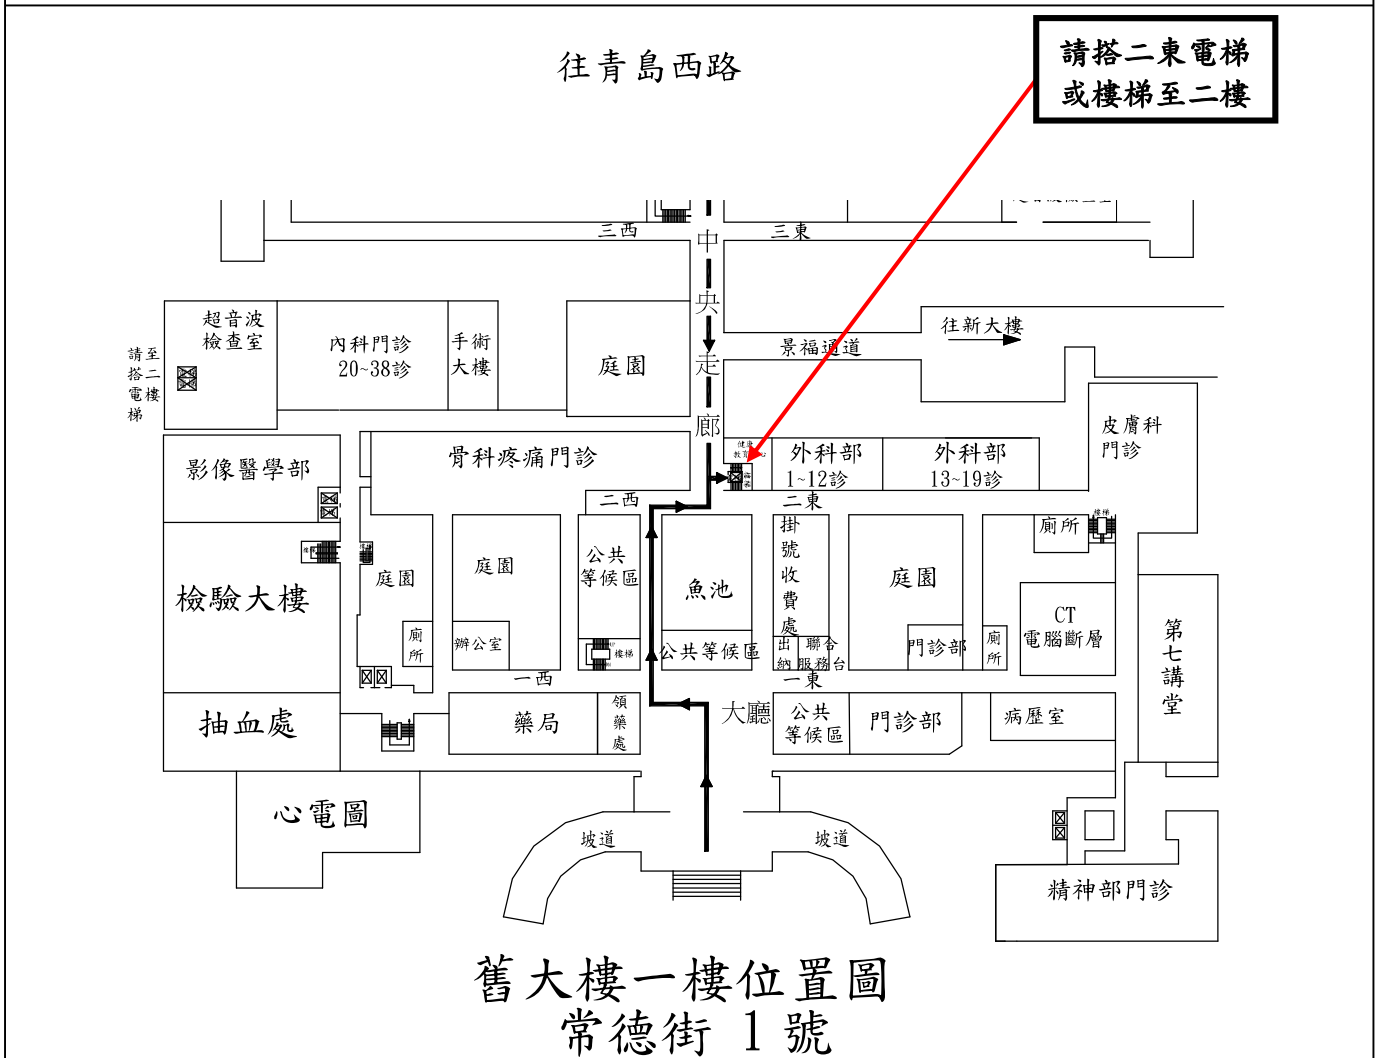 往青島西路
請搭二東電梯
或樓梯至二樓
三西
中央走廊
三東
超音波
檢查室
請至
搭二
電樓
梯
內科門診
20~38診
手術
大樓
庭園
景福通道
往新大樓
皮膚科
門診
影像醫學部
骨科疼痛門診
外科部
1~12診
外科部
13~19診
二西
二東
廁所
樓梯
檢驗大樓
庭園
廁所
庭園
辦公室
公共
等候區
樓梯
魚池
公共等候區
掛號收費處
出納
聯合
服務台
庭園
門診部
廁所
CT
電腦斷層
第七講堂
一西
一東
抽血處
藥局
領藥處
大廳
公共
等候區
門診部
病歷室
心電圖
坡道
坡道
精神部門診
舊大樓一樓位置圖
常德街 1 號